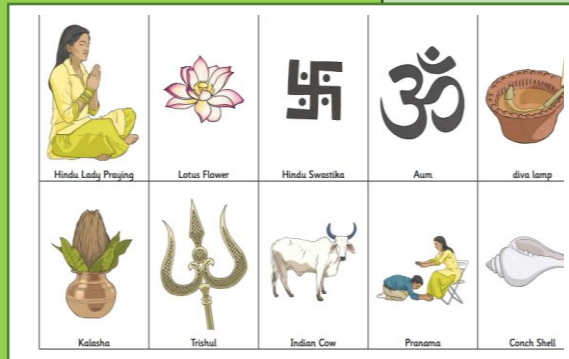 Hindu Lady Praying
Lotus Flower
Hindu Swastika
Aum
diva lamp
Kalasha
Trishul
Indian Cow
Pranama
Conch Shell